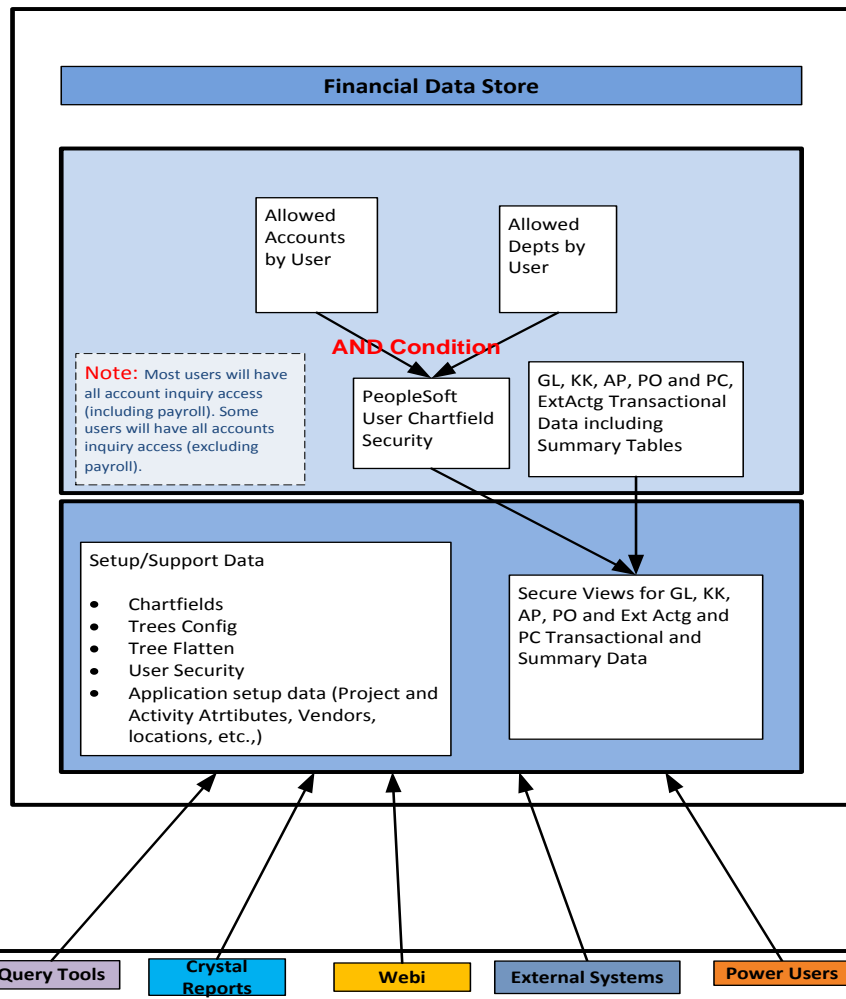 Financial Data Store
Allowed
Accounts
by User
Allowed
Depts by
User
AND Condition
Note: Most users will have
all account inquiry access
(including payroll). Some
users will have all accounts
inquiry access (excluding
payroll).
PeopleSoft
User Chartfield
Security
GL, KK, AP, PO and PC,
ExtActg Transactional
Data including
Summary Tables
Setup/Support Data
• Chartfields
• Trees Config
• Tree Flatten
• User Security
• Application setup data (Project and
Activity Atrtibutes, Vendors,
locations, etc.,)
Secure Views for GL, KK,
AP, PO and Ext Actg and
PC Transactional and
Summary Data
Query Tools
Crystal
Reports
Webi
External Systems
Power Users